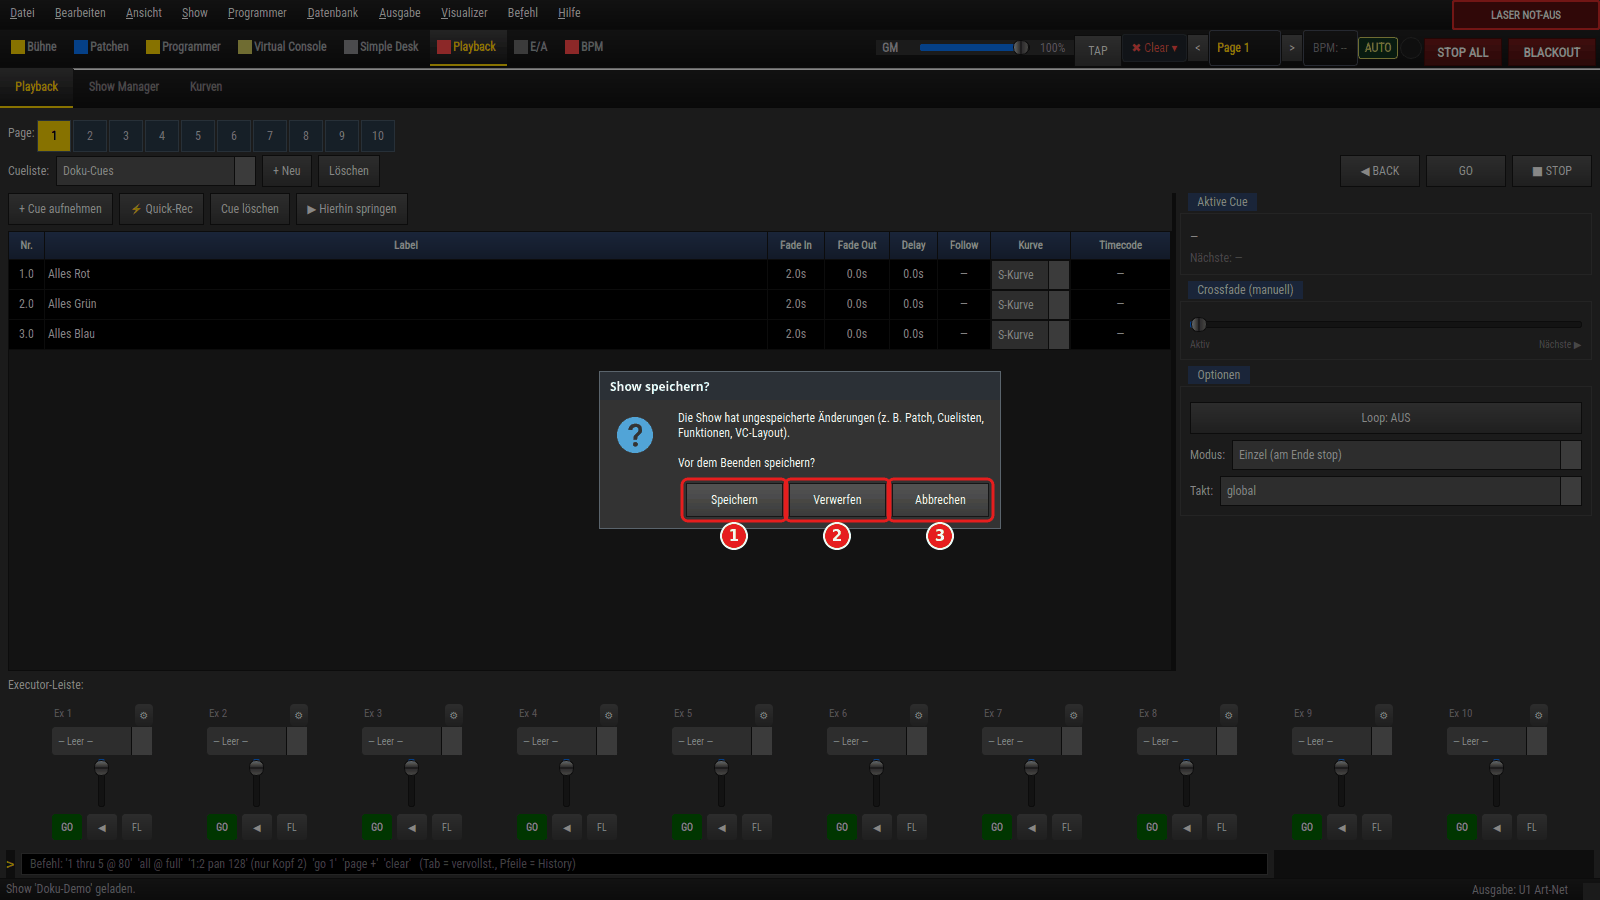 Datei Bearbeiten Ansicht Show Programmer Datenbank Ausgabe Visualizer Befehl Hilfe
LASER NOT-AUS
Bühne Patchen Programmer Virtual Console Simple Desk Playback E/A BPM
GM 100% TAP ✖ Clear ▾ < Page 1 > BPM: -- AUTO STOP ALL BLACKOUT
Playback Show Manager Kurven
Page: 1 2 3 4 5 6 7 8 9 10
Cueliste: Doku-Cues + Neu Löschen ◀ BACK GO ■ STOP
+ Cue aufnehmen ⚡ Quick-Rec Cue löschen ▶ Hierhin springen
Nr. Label Fade In Fade Out Delay Follow Kurve Timecode
1.0 Alles Rot 2.0s 0.0s 0.0s — S-Kurve —
2.0 Alles Grün 2.0s 0.0s 0.0s — S-Kurve —
3.0 Alles Blau 2.0s 0.0s 0.0s — S-Kurve —
Aktive Cue
—
Nächste: —
Crossfade (manuell)
Aktiv Nächste ▶
Optionen
Loop: AUS
Modus: Einzel (am Ende stop)
Takt: global
Show speichern?
Die Show hat ungespeicherte Änderungen (z. B. Patch, Cuelisten,
Funktionen, VC-Layout).
Vor dem Beenden speichern?
Speichern Verwerfen Abbrechen
1 2 3
Executor-Leiste:
Ex 1 Ex 2 Ex 3 Ex 4 Ex 5 Ex 6 Ex 7 Ex 8 Ex 9 Ex 10
— Leer — — Leer — — Leer — — Leer — — Leer — — Leer — — Leer — — Leer — — Leer — — Leer —
GO ◀ FL GO ◀ FL GO ◀ FL GO ◀ FL GO ◀ FL GO ◀ FL GO ◀ FL GO ◀ FL GO ◀ FL GO ◀ FL
> Befehl: '1 thru 5 @ 80' 'all @ full' '1:2 pan 128' (nur Kopf 2) 'go 1' 'page +' 'clear' (Tab = vervollst., Pfeile = History)
Show 'Doku-Demo' geladen. Ausgabe: U1 Art-Net